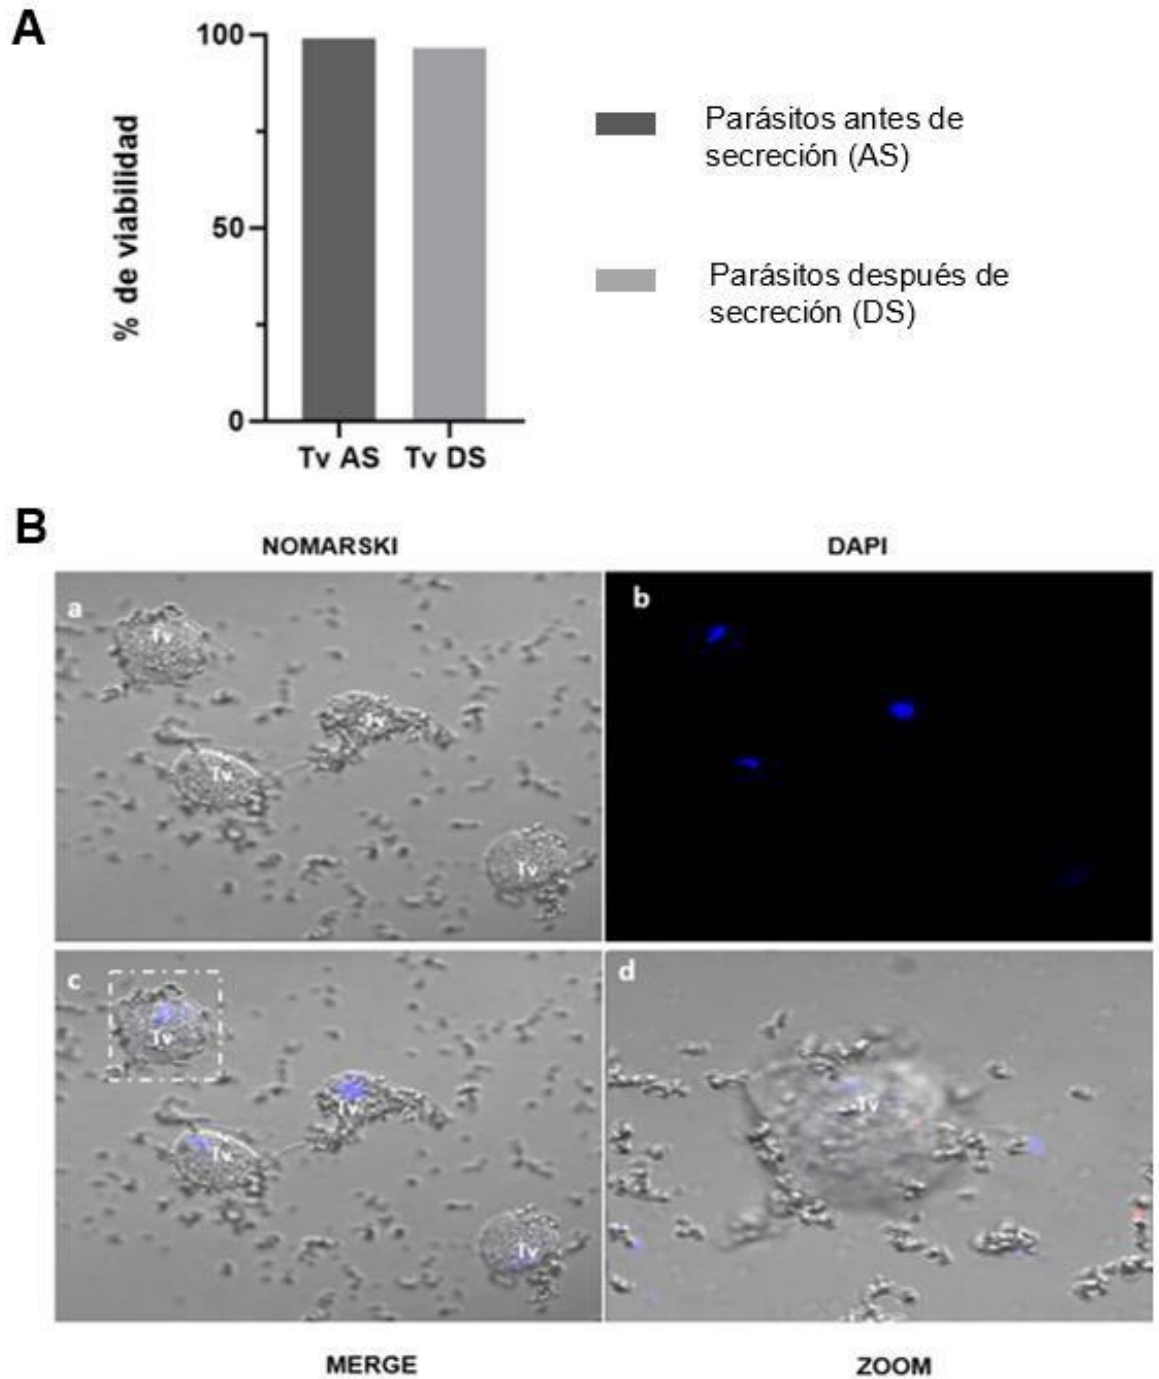 A
100
50
0
% de viabilidad
Tv AS Tv DS
Parásitos antes de
secreción (AS)
Parásitos después de
secreción (DS)
B
NOMARSKI
DAPI
a
Tv
Tv
Tv
Tv
b
c
Tv
Tv
Tv
Tv
d
Tv
MERGE
ZOOM